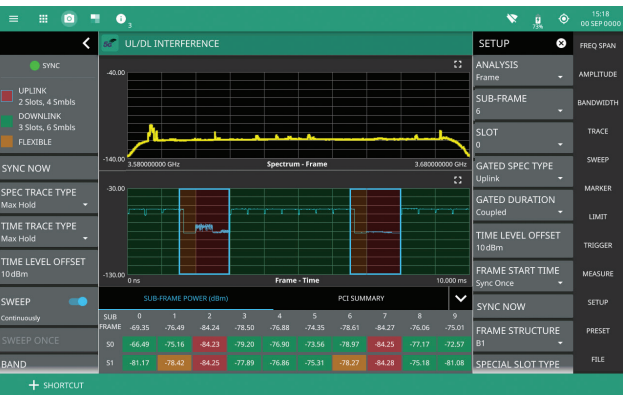 3
73%
15:18
00 SEP 0000
UL/DL INTERFERENCE
SYNC
UPLINK
2 Slots, 4 Smbls
DOWNLINK
3 Slots, 6 Smbls
FLEXIBLE
SYNC NOW
SPEC TRACE TYPE
Max Hold
TIME TRACE TYPE
Max Hold
TIME LEVEL OFFSET
10 dBm
SWEEP
Continuously
SWEEP ONCE
BAND
SHORTCUT
-40.00
-140.00
3.580000000 GHz
Spectrum - Frame
3.680000000 GHz
30.00
-130.00
0 ns
Frame - Time
10.000 ms
SUB-FRAME POWER (dBm)
PCI SUMMARY
SUB FRAME 0 1 2 3 4 5 6 7 8 9
-69.35 -76.49 -84.24 -78.50 -76.88 -74.35 -78.61 -84.27 -76.06 -75.01
S0 -66.49 -75.16 -84.23 -79.20 -76.90 -73.56 -78.97 -84.25 -77.17 -72.57
S1 -81.17 -78.42 -84.25 -77.89 -76.86 -75.31 -78.27 -84.28 -75.18 -81.08
SETUP
ANALYSIS
Frame
SUB-FRAME
6
SLOT
0
GATED SPEC TYPE
Uplink
GATED DURATION
Coupled
TIME LEVEL OFFSET
10 dBm
FRAME START TIME
Sync Once
SYNC NOW
FRAME STRUCTURE
B1
SPECIAL SLOT TYPE
FREQ SPAN
AMPLITUDE
BANDWIDTH
TRACE
SWEEP
MARKER
LIMIT
TRIGGER
MEASURE
SETUP
PRESET
FILE